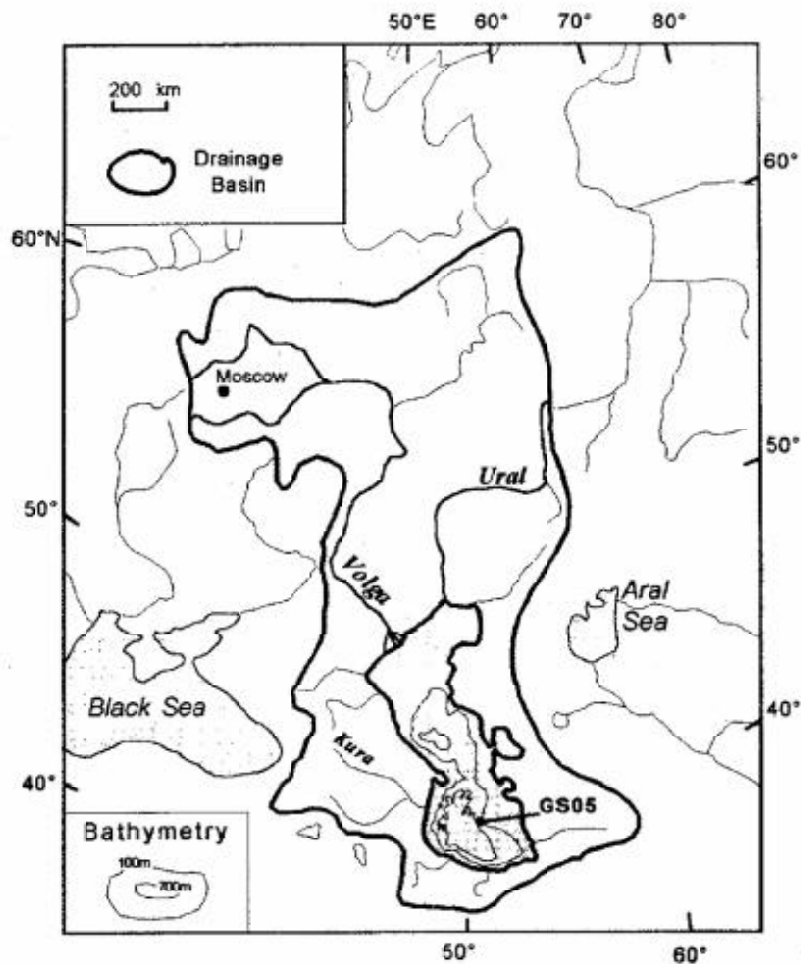 50°E 60° 70° 80°
200 km
Drainage
Basin
60°
60°N
Moscow
50°
Ural
50°
Volga
Aral
Sea
Black Sea
40°
Kura
40°
GS05
Bathymetry
100m
700m
50°
60°